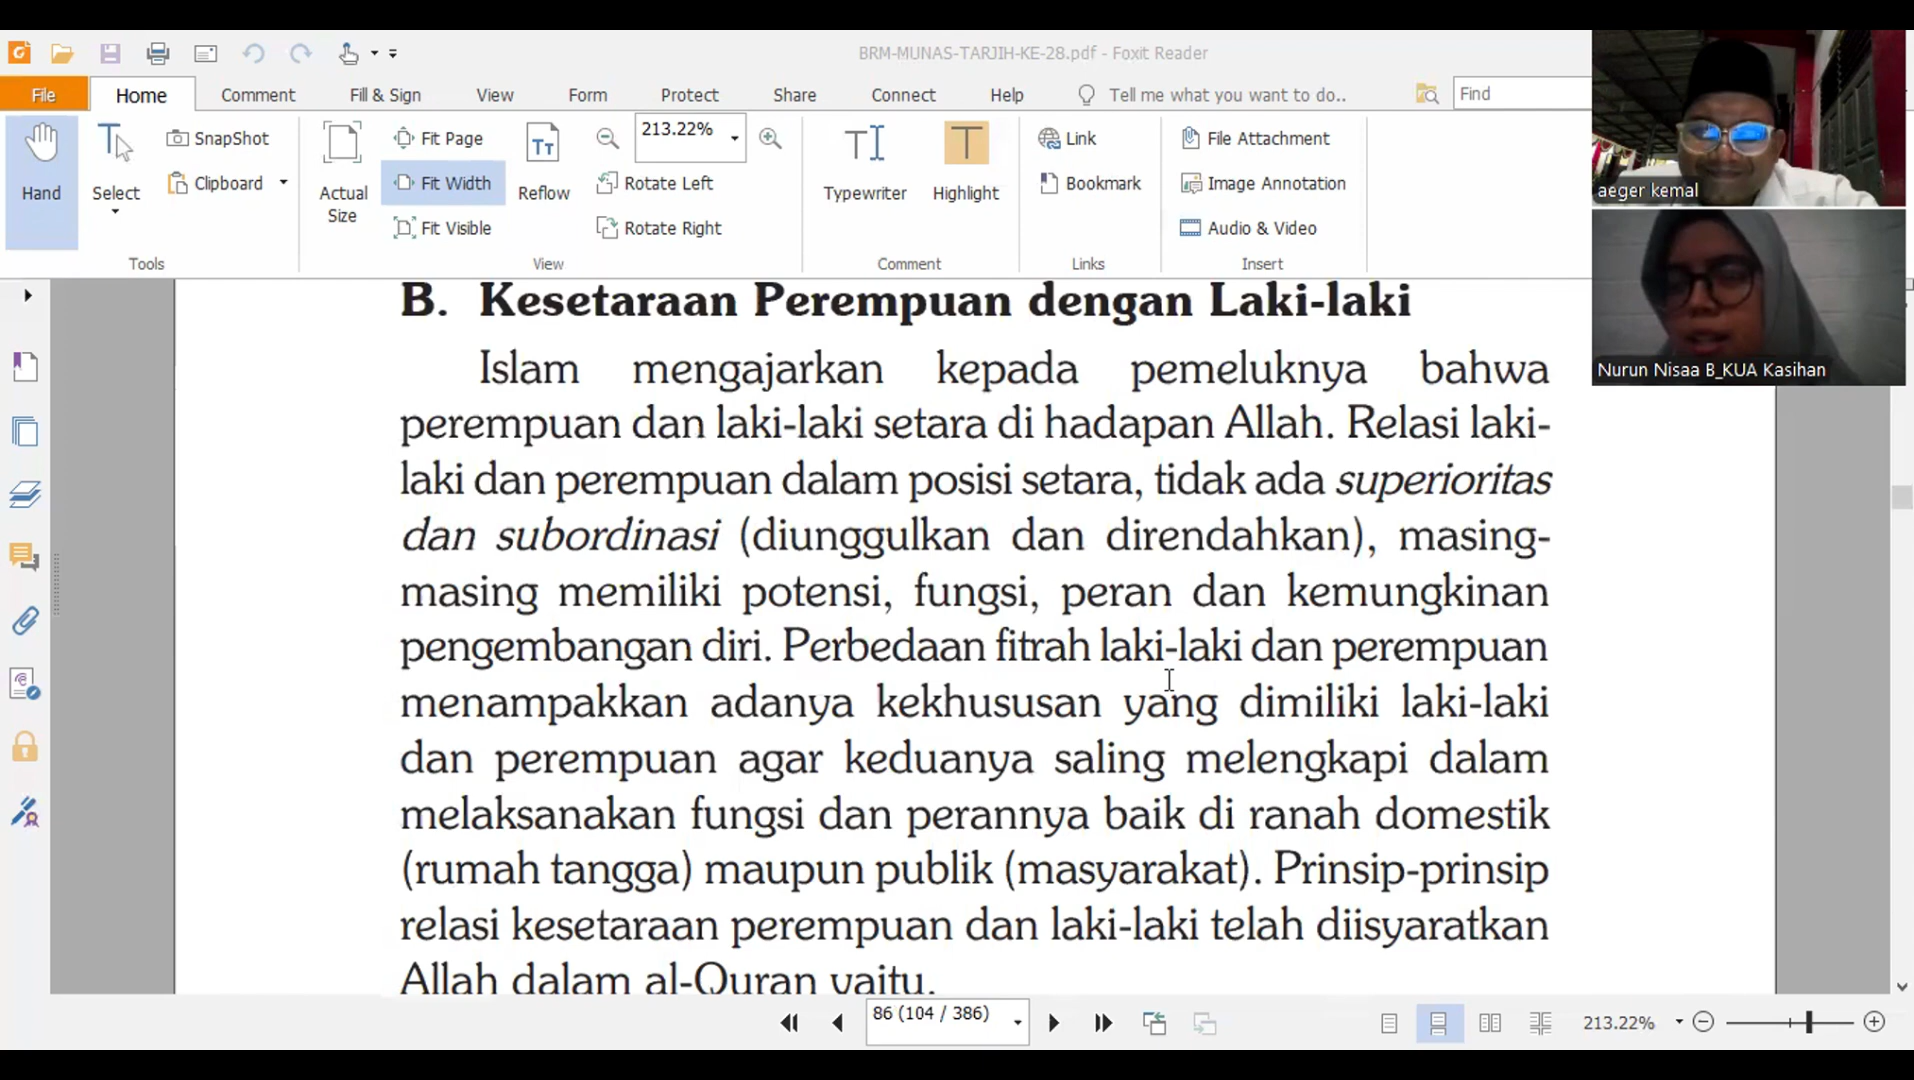 BRM-MUNAS-TARJIH-KE-28.pdf - Foxit Reader
File Home Comment Fill & Sign View Form Protect Share Connect Help Tell me what you want to do.. Find
Hand
Select
SnapShot
Clipboard
Tools
Actual Size
Fit Page
Fit Width
Fit Visible
Reflow
213.22%
Rotate Left
Rotate Right
View
Typewriter
Highlight
Comment
Link
Bookmark
Links
File Attachment
Image Annotation
Audio & Video
Insert
aeger kemal
Nurun Nisaa B_KUA Kasihan
B. Kesetaraan Perempuan dengan Laki-laki
Islam mengajarkan kepada pemeluknya bahwa
perempuan dan laki-laki setara di hadapan Allah. Relasi laki-
laki dan perempuan dalam posisi setara, tidak ada superioritas
dan subordinasi (diunggulkan dan direndahkan), masing-
masing memiliki potensi, fungsi, peran dan kemungkinan
pengembangan diri. Perbedaan fitrah laki-laki dan perempuan
menampakkan adanya kekhususan yang dimiliki laki-laki
dan perempuan agar keduanya saling melengkapi dalam
melaksanakan fungsi dan perannya baik di ranah domestik
(rumah tangga) maupun publik (masyarakat). Prinsip-prinsip
relasi kesetaraan perempuan dan laki-laki telah diisyaratkan
Allah dalam al-Quran yaitu.
86 (104 / 386)
213.22%